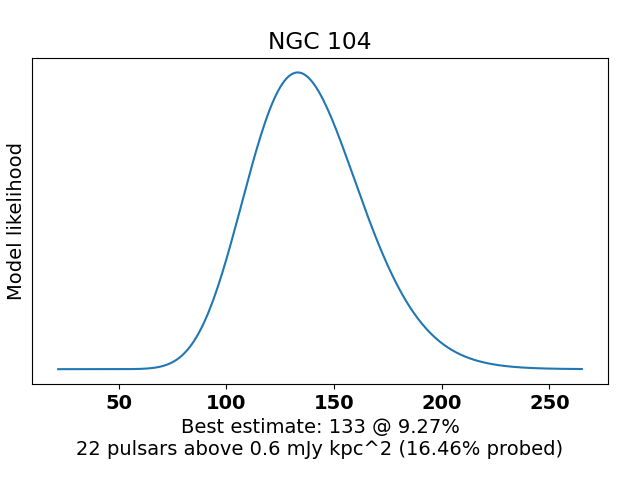 NGC 104
Model likelihood
50 100 150 200 250
Best estimate: 133 @ 9.27%
22 pulsars above 0.6 mJy kpc^2 (16.46% probed)